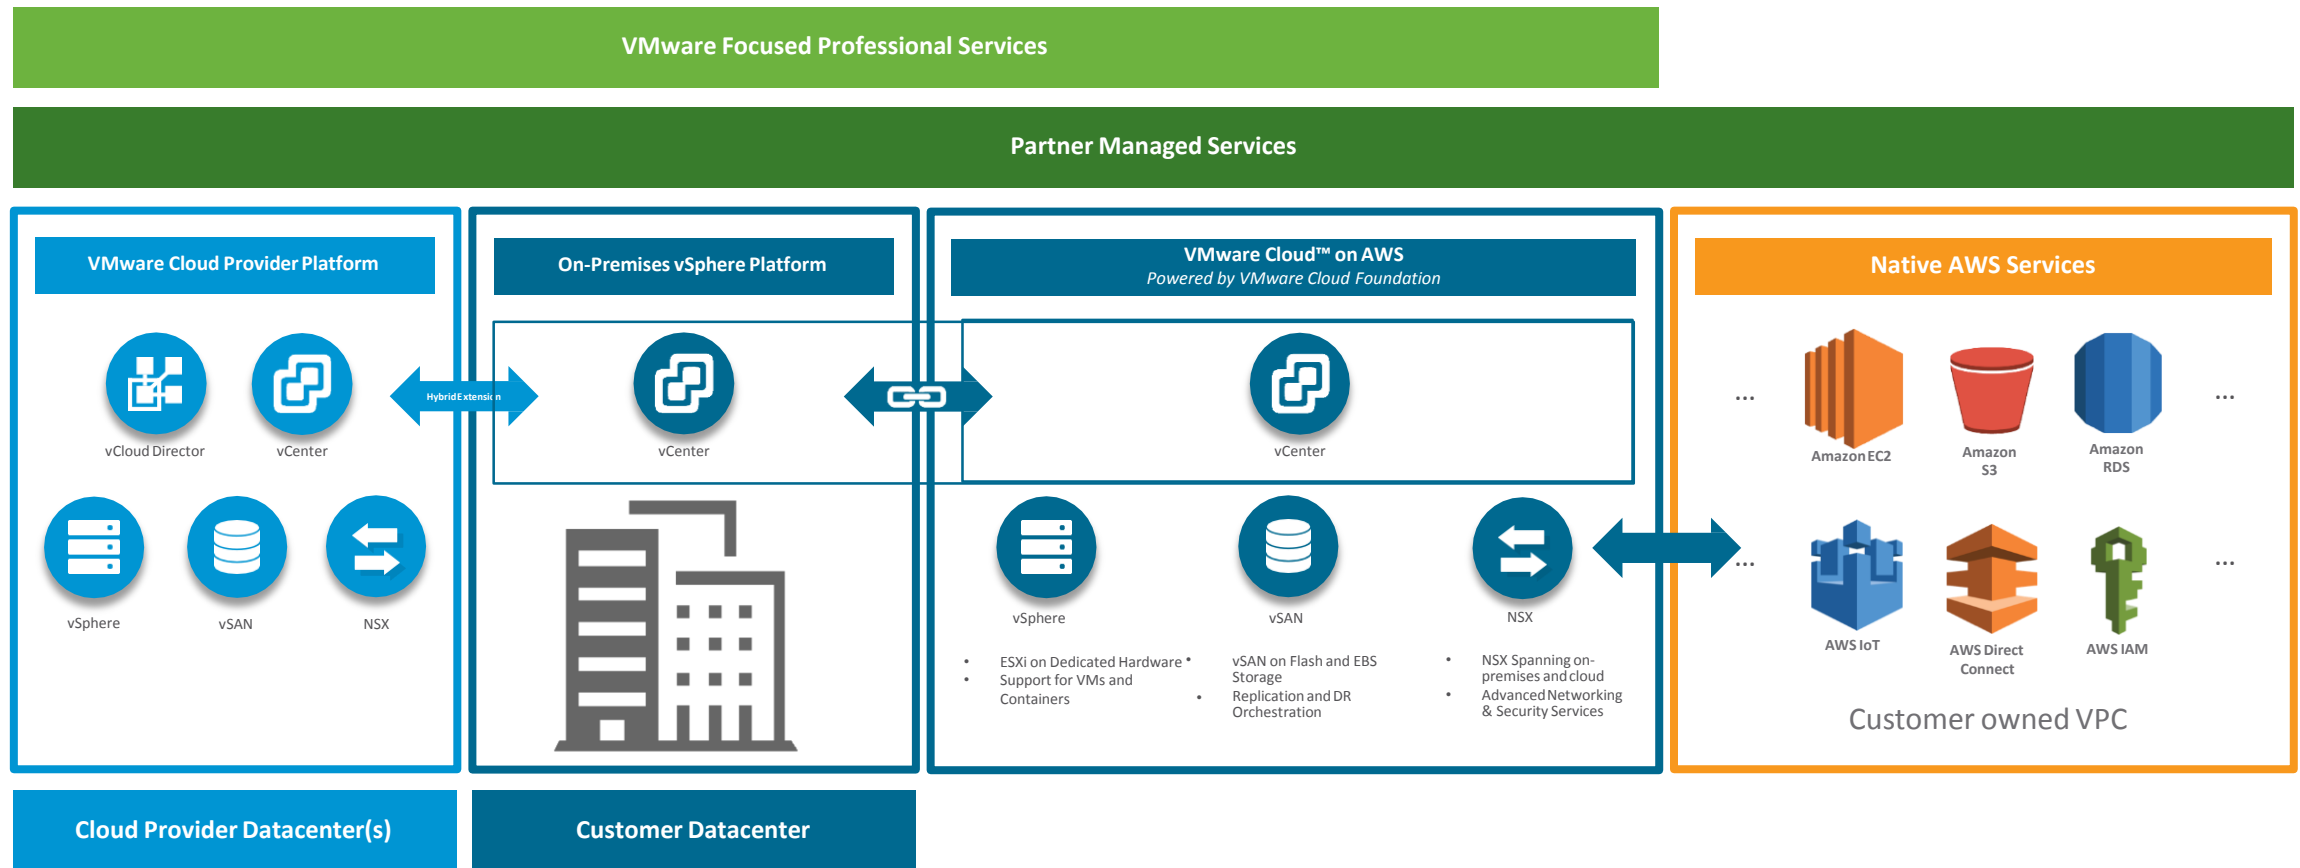 VMware Focused Professional Services
Partner Managed Services
VMware Cloud Provider Platform
On-Premises vSphere Platform
VMware Cloud™ on AWS
Powered by VMware Cloud Foundation
Native AWS Services
vCloud Director
vCenter
Hybrid Extension
vCenter
vCenter
...
Amazon EC2
Amazon
S3
Amazon
RDS
...
vSphere
vSAN
NSX
vSphere
vSAN
NSX
...
AWS IoT
AWS Direct
Connect
AWS IAM
...
• ESXi on Dedicated Hardware
• Support for VMs and
Containers
• vSAN on Flash and EBS
Storage
• Replication and DR
Orchestration
• NSX Spanning on-
premises and cloud
• Advanced Networking
& Security Services
Customer owned VPC
Cloud Provider Datacenter(s)
Customer Datacenter